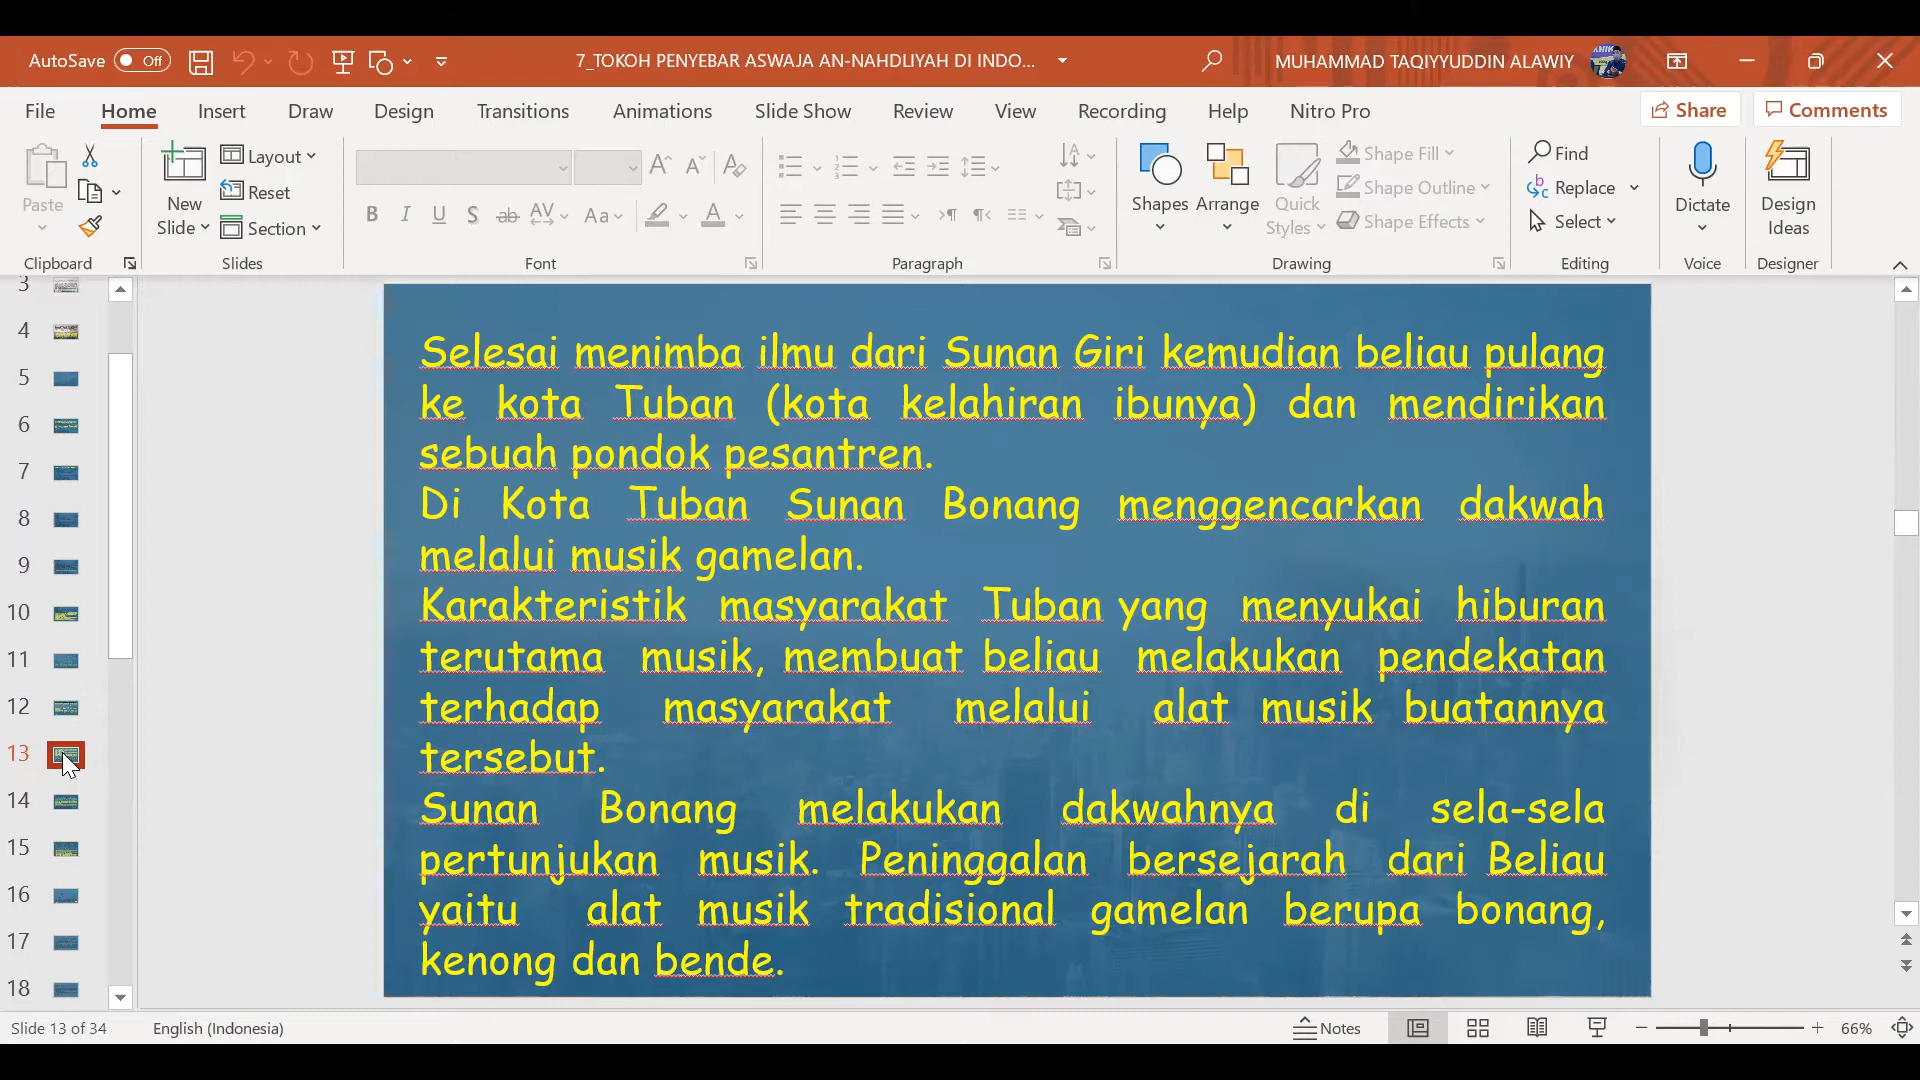 AutoSave Off 7_TOKOH PENYEBAR ASWAJA AN-NAHDLIYAH DI INDO... MUHAMMAD TAQIYYUDDIN ALAWIY
File Home Insert Draw Design Transitions Animations Slide Show Review View Recording Help Nitro Pro Share Comments
Paste
New Slide
Layout
Reset
Section
B I U S ab AV Aa A
Shapes
Arrange
Quick Styles
Shape Fill
Shape Outline
Shape Effects
Find
Replace
Select
Dictate
Design Ideas
Clipboard Slides Font Paragraph Drawing Editing Voice Designer
3
4
5
6
7
8
9
10
11
12
13
14
15
16
17
18
Selesai menimba ilmu dari Sunan Giri kemudian beliau pulang
ke kota Tuban (kota kelahiran ibunya) dan mendirikan
sebuah pondok pesantren.
Di Kota Tuban Sunan Bonang menggencarkan dakwah
melalui musik gamelan.
Karakteristik masyarakat Tuban yang menyukai hiburan
terutama musik, membuat beliau melakukan pendekatan
terhadap masyarakat melalui alat musik buatannya
tersebut.
Sunan Bonang melakukan dakwahnya di sela-sela
pertunjukan musik. Peninggalan bersejarah dari Beliau
yaitu alat musik tradisional gamelan berupa bonang,
kenong dan bende.
Slide 13 of 34 English (Indonesia) Notes 66%